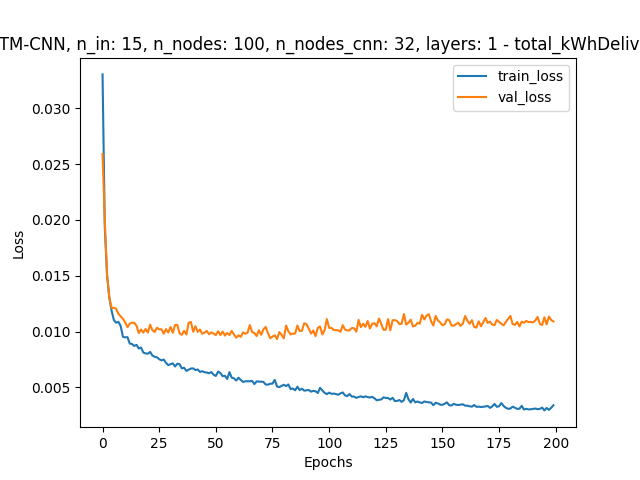 TM-CNN, n_in: 15, n_nodes: 100, n_nodes_cnn: 32, layers: 1 - total_kWhDeliv
train_loss
val_loss
0.030
0.025
0.020
0.015
0.010
0.005
Loss
0 25 50 75 100 125 150 175 200
Epochs